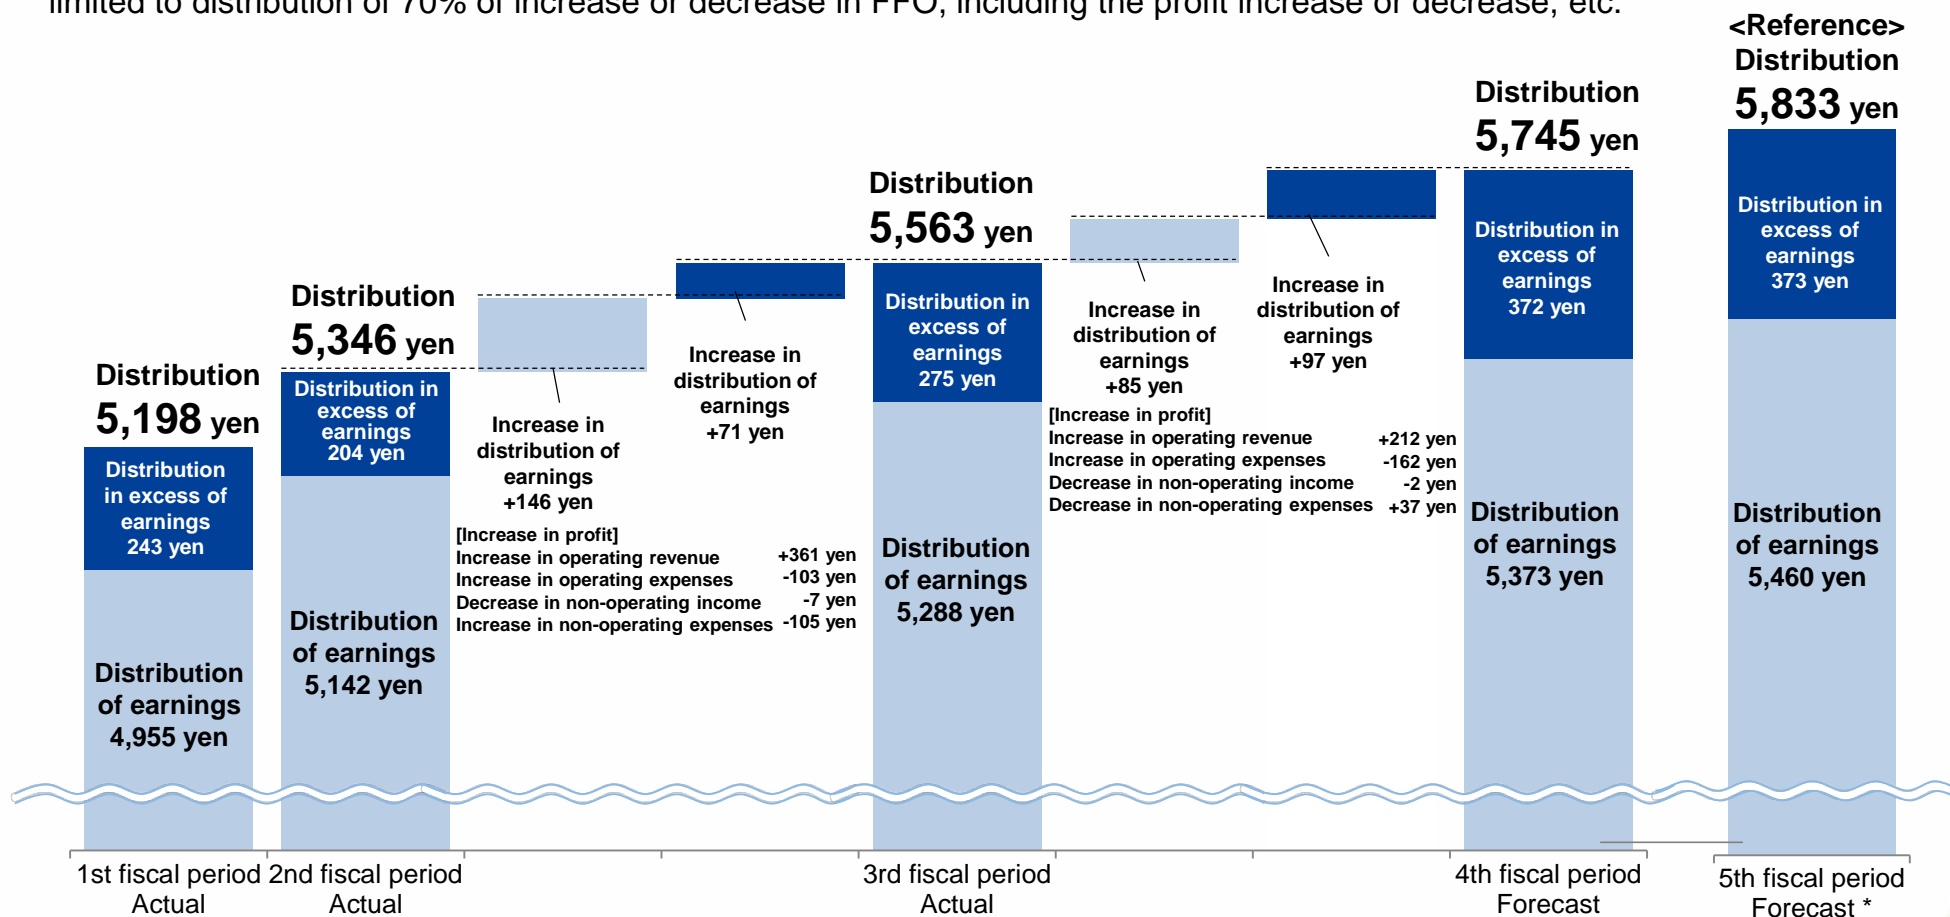 limited to distribution of 70% of increase or decrease in FFO, including the profit increase or decrease, etc.
Distribution
5,198 yen
Distribution
in excess of
earnings
243 yen
Distribution
of earnings
4,955 yen
1st fiscal period
Actual
Distribution
5,346 yen
Distribution in
excess of
earnings
204 yen
Distribution
of earnings
5,142 yen
2nd fiscal period
Actual
Increase in
distribution of
earnings
+146 yen
[Increase in profit]
Increase in operating revenue +361 yen
Increase in operating expenses -103 yen
Decrease in non-operating income -7 yen
Increase in non-operating expenses -105 yen
Increase in
distribution of
earnings
+71 yen
Distribution
5,563 yen
Distribution in
excess of
earnings
275 yen
Distribution
of earnings
5,288 yen
3rd fiscal period
Actual
Increase in
distribution of
earnings
+85 yen
[Increase in profit]
Increase in operating revenue +212 yen
Increase in operating expenses -162 yen
Decrease in non-operating income -2 yen
Decrease in non-operating expenses +37 yen
Increase in
distribution of
earnings
+97 yen
Distribution
5,745 yen
Distribution in
excess of
earnings
372 yen
Distribution
of earnings
5,373 yen
4th fiscal period
Forecast
<Reference>
Distribution
5,833 yen
Distribution in
excess of
earnings
373 yen
Distribution
of earnings
5,460 yen
5th fiscal period
Forecast *